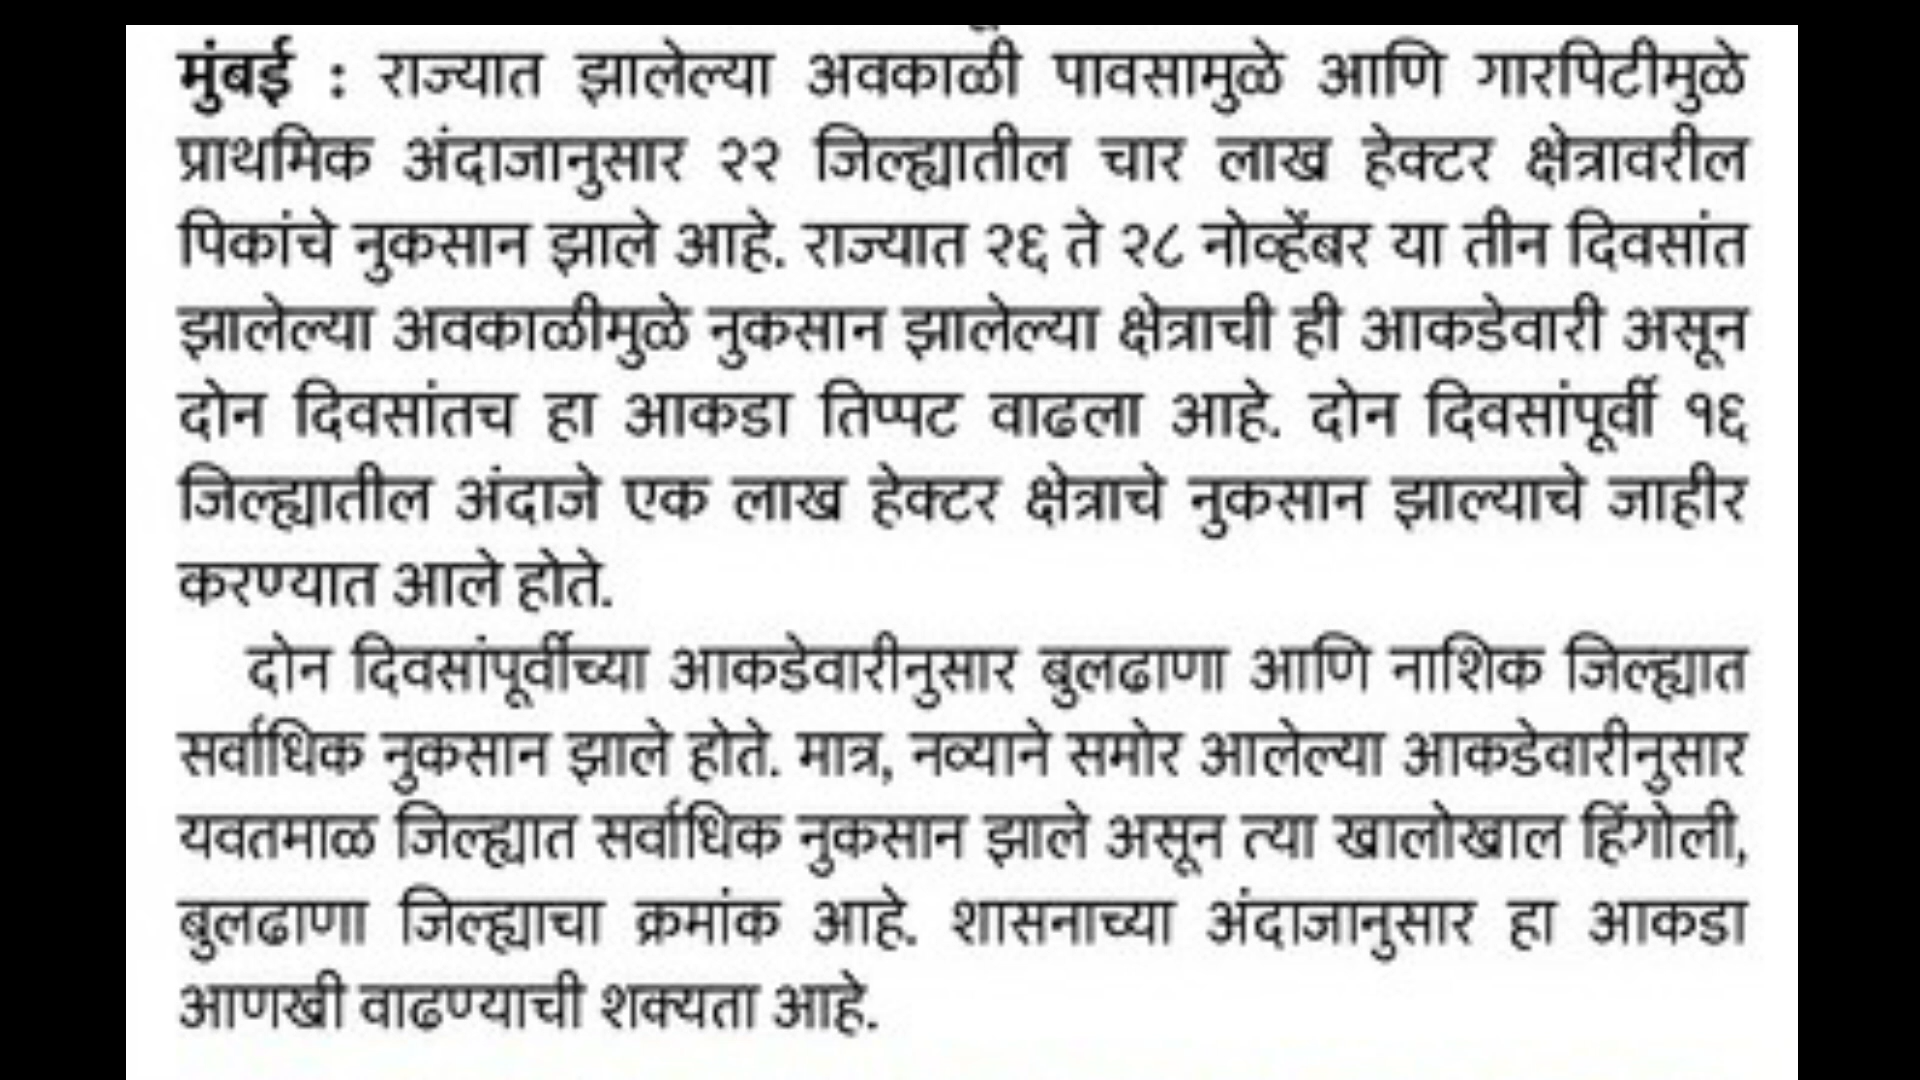 मुंबई : राज्यात झालेल्या अवकाळी पावसामुळे आणि गारपिटीमुळे
प्राथमिक अंदाजानुसार २२ जिल्ह्यातील चार लाख हेक्टर क्षेत्रावरील
पिकांचे नुकसान झाले आहे. राज्यात २६ ते २८ नोव्हेंबर या तीन दिवसांत
झालेल्या अवकाळीमुळे नुकसान झालेल्या क्षेत्राची ही आकडेवारी असून
दोन दिवसांतच हा आकडा तिप्पट वाढला आहे. दोन दिवसांपूर्वी १६
जिल्ह्यातील अंदाजे एक लाख हेक्टर क्षेत्राचे नुकसान झाल्याचे जाहीर
करण्यात आले होते.
दोन दिवसांपूर्वीच्या आकडेवारीनुसार बुलढाणा आणि नाशिक जिल्ह्यात
सर्वाधिक नुकसान झाले होते. मात्र, नव्याने समोर आलेल्या आकडेवारीनुसार
यवतमाळ जिल्ह्यात सर्वाधिक नुकसान झाले असून त्या खालोखाल हिंगोली,
बुलढाणा जिल्ह्याचा क्रमांक आहे. शासनाच्या अंदाजानुसार हा आकडा
आणखी वाढण्याची शक्यता आहे.